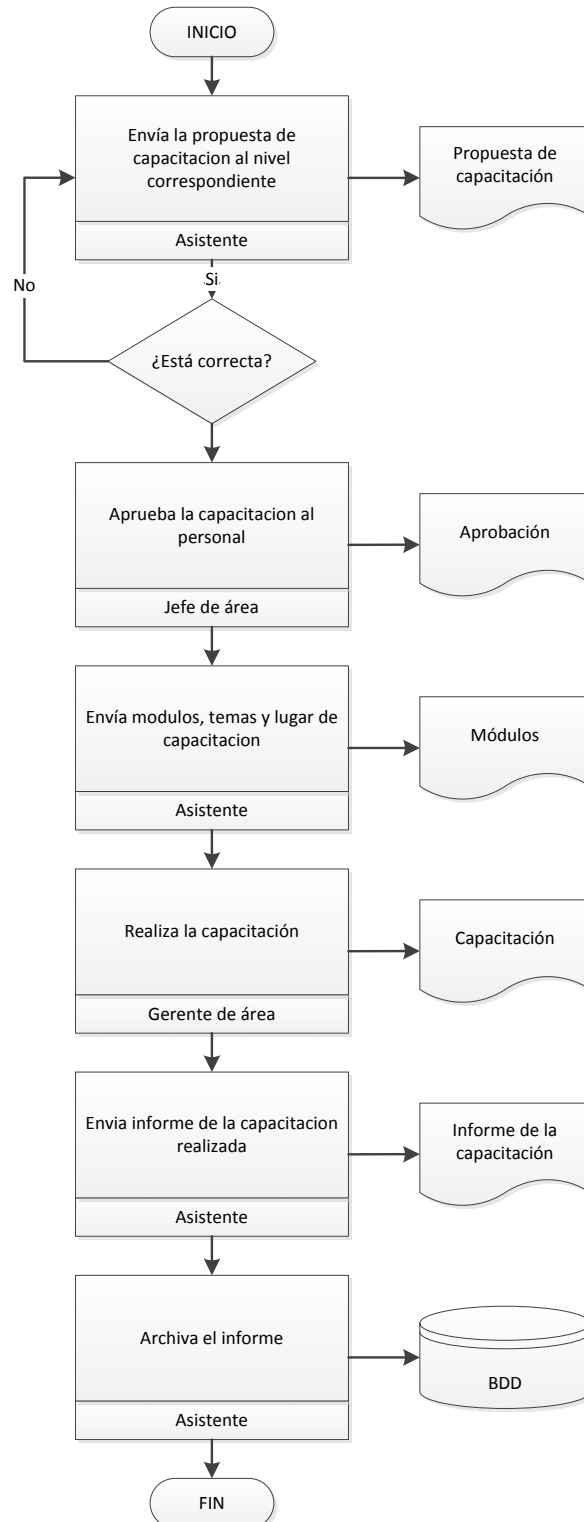 INICIO
Envía la propuesta de
capacitacion al nivel
correspondiente
Asistente
Propuesta de
capacitación
No
Si
¿Está correcta?
Aprueba la capacitacion al
personal
Jefe de área
Aprobación
Envía modulos, temas y lugar de
capacitacion
Asistente
Módulos
Realiza la capacitación
Gerente de área
Capacitación
Envia informe de la capacitacion
realizada
Asistente
Informe de la
capacitación
Archiva el informe
Asistente
BDD
FIN